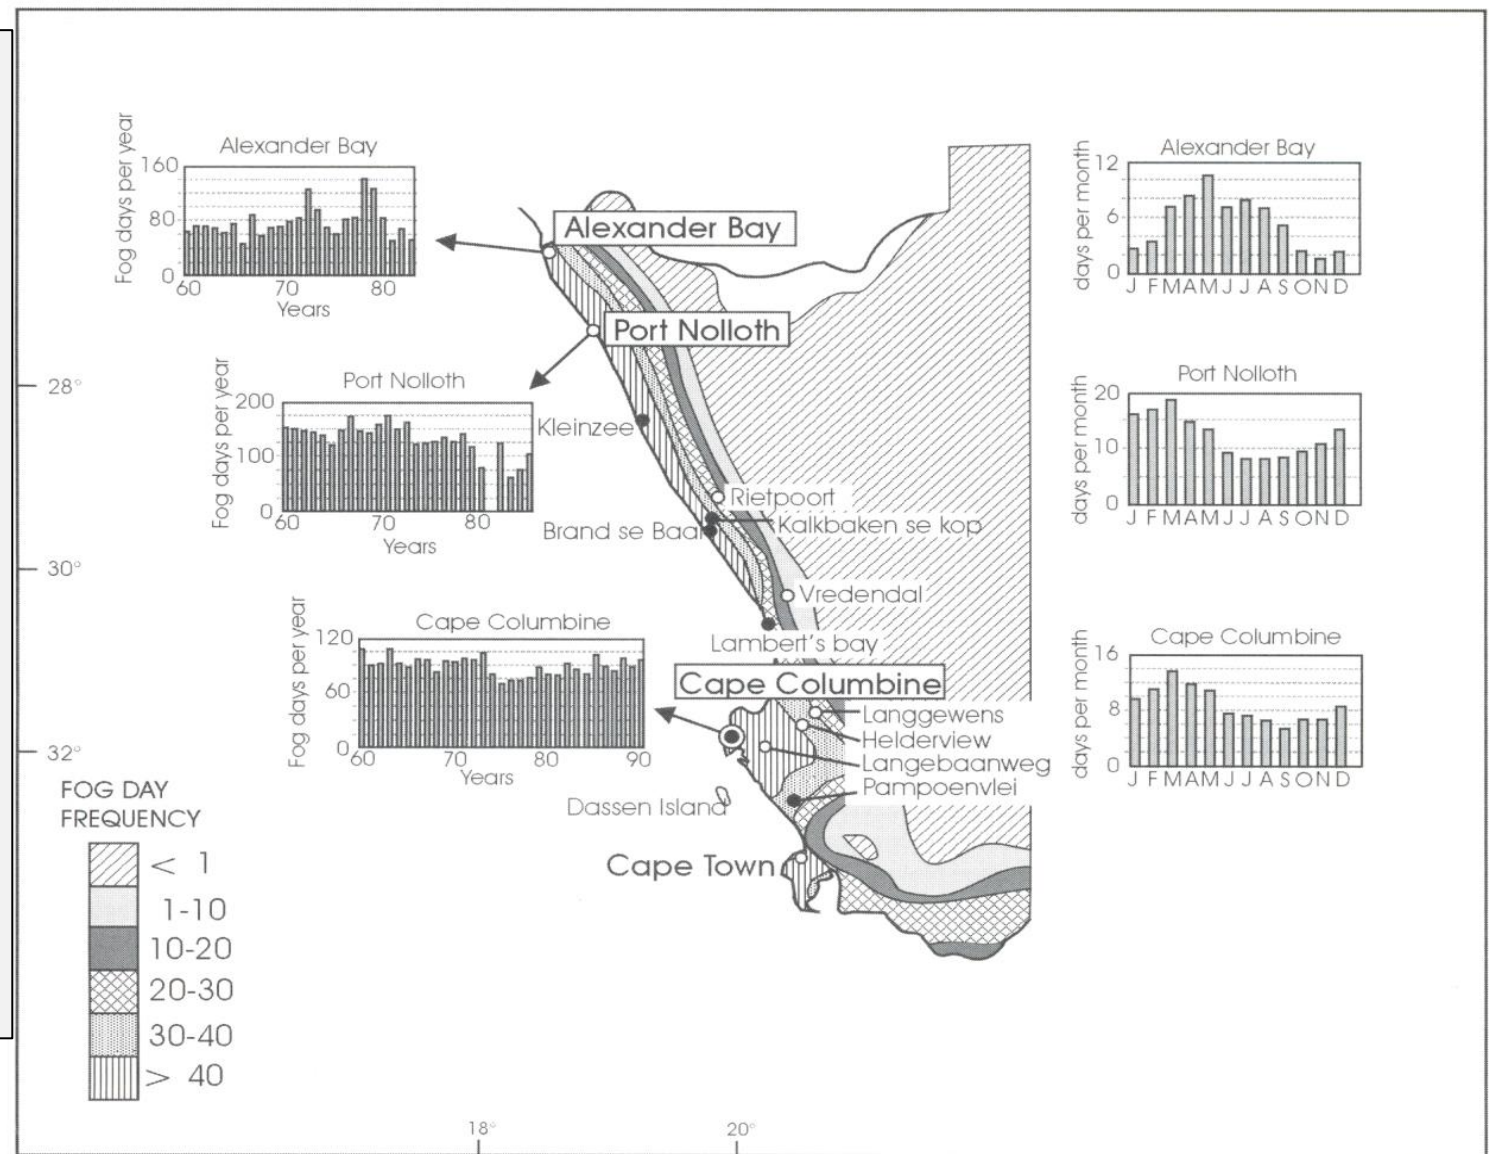 Alexander Bay
Fog days per year
160
80
0
60 70 80
Years
Alexander Bay
days per month
12
6
0
J F M A M J J A S O N D
Alexander Bay
Port Nolloth
28°
Port Nolloth
Fog days per year
200
100
0
60 70 80
Years
Port Nolloth
days per month
20
10
0
J F M A M J J A S O N D
Kleinzee
Rietpoort
Kalkbaken se kop
Brand se Baai
30°
Vredendal
Lambert's bay
Cape Columbine
Fog days per year
120
60
0
60 70 80 90
Years
Cape Columbine
days per month
16
8
0
J F M A M J J A S O N D
Cape Columbine
Langgewens
Helderview
Langebaanweg
Pampoenvlei
32°
Dassen Island
Cape Town
FOG DAY
FREQUENCY
< 1
1-10
10-20
20-30
30-40
> 40
18°
20°